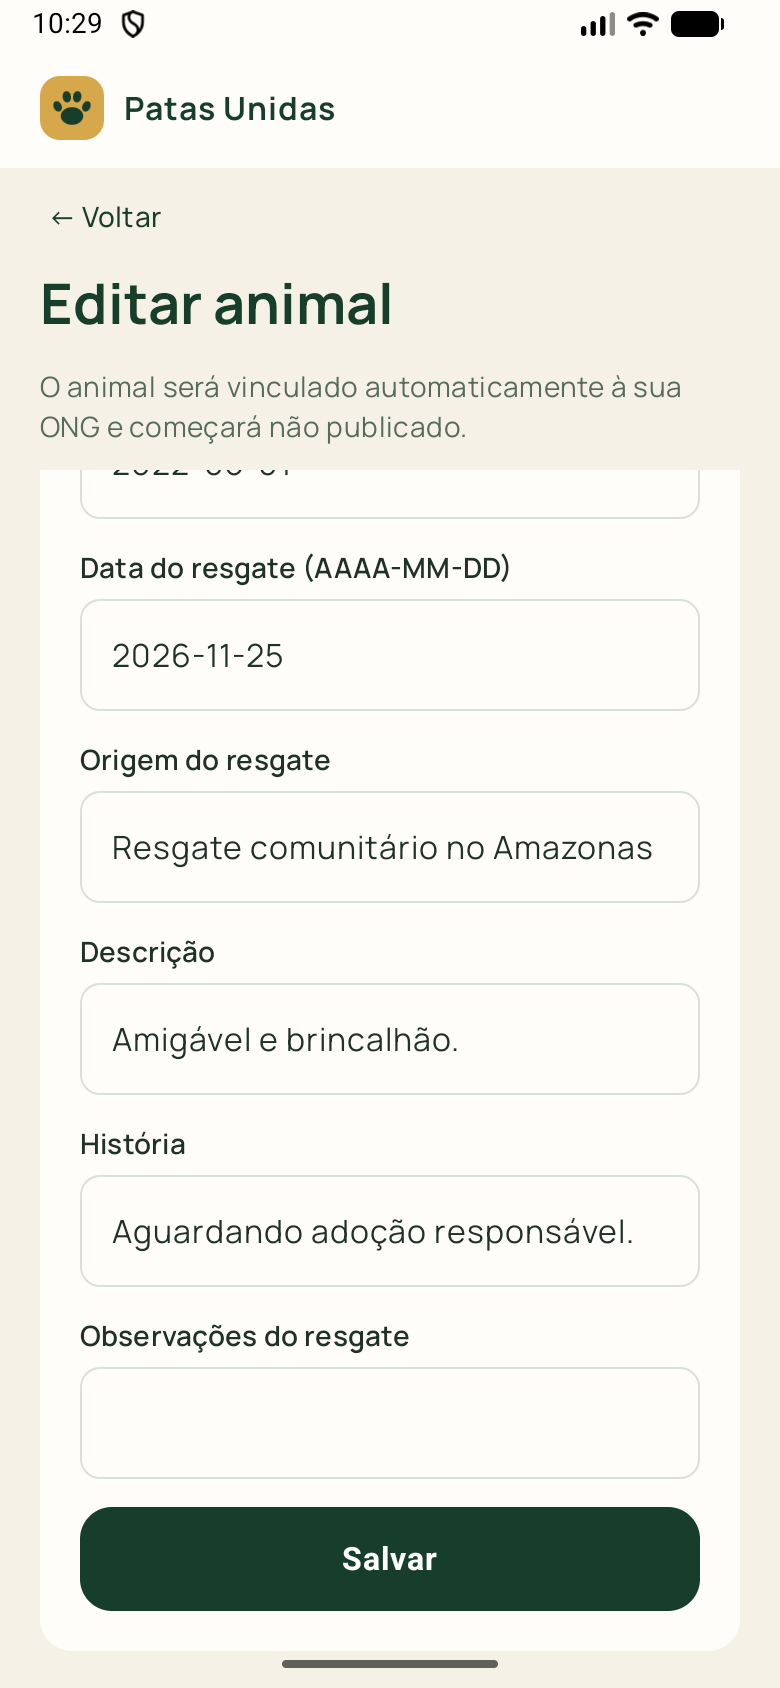 10:29
Patas Unidas
← Voltar
Editar animal
O animal será vinculado automaticamente à sua
ONG e começará não publicado.
Data do resgate (AAAA-MM-DD)
2026-11-25
Origem do resgate
Resgate comunitário no Amazonas
Descrição
Amigável e brincalhão.
História
Aguardando adoção responsável.
Observações do resgate
Salvar